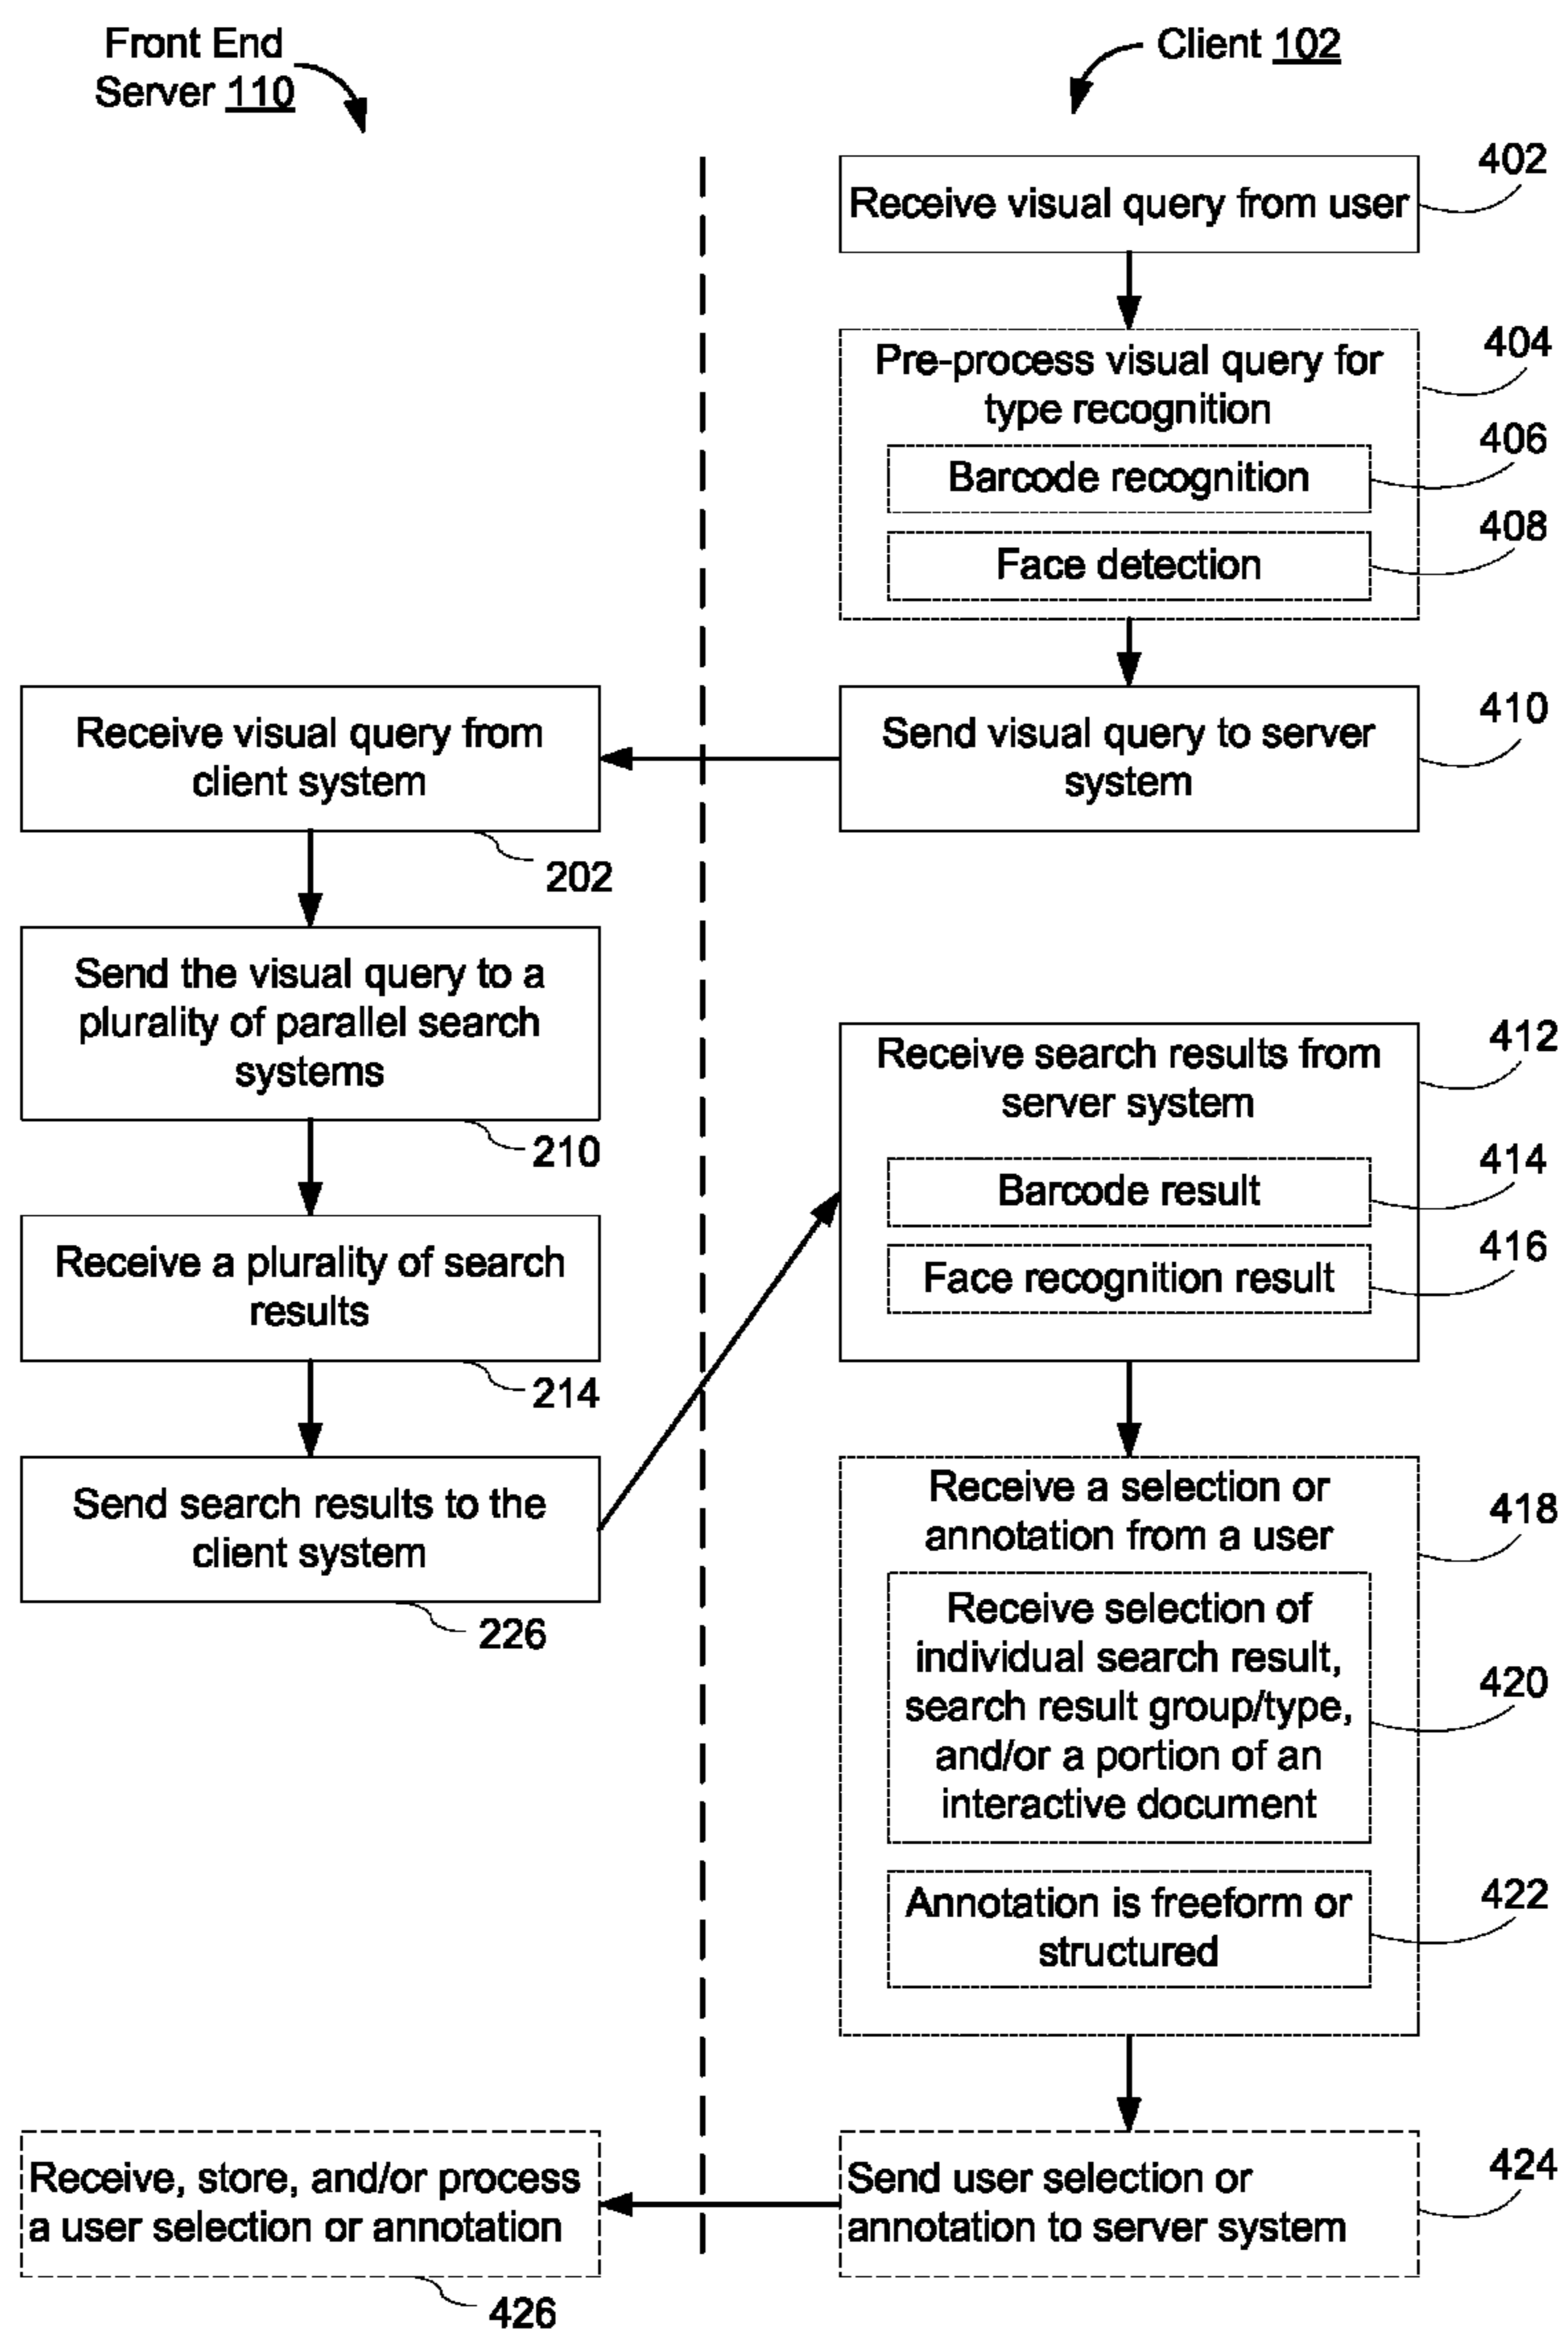 Front End
Server 110
Client 102
Receive visual query from user
402
Pre-process visual query for
type recognition
404
Barcode recognition
406
Face detection
408
Send visual query to server
system
410
Receive visual query from
client system
202
Send the visual query to a
plurality of parallel search
systems
210
Receive a plurality of search
results
214
Send search results to the
client system
226
Receive search results from
server system
412
Barcode result
414
Face recognition result
416
Receive a selection or
annotation from a user
418
Receive selection of
individual search result,
search result group/type,
and/or a portion of an
interactive document
420
Annotation is freeform or
structured
422
Send user selection or
annotation to server system
424
Receive, store, and/or process
a user selection or annotation
426